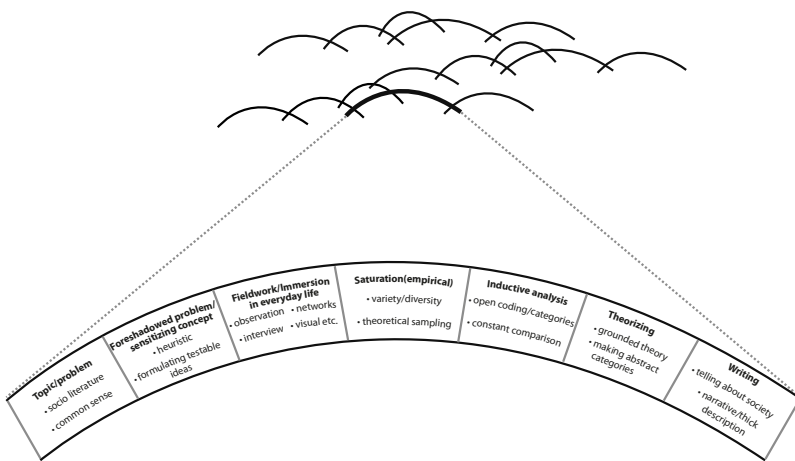 Topic/problem
• socio literature
• common sense
Foreshadowed problem/
sensitizing concept
• heuristic
• formulating testable
ideas
Fieldwork/Immersion
in everyday life
• observation • networks
• interview • visual etc.
Saturation(empirical)
• variety/diversity
• theoretical sampling
Inductive analysis
• open coding/categories
• constant comparison
Theorizing
• grounded theory
• making abstract
categories
Writing
• telling about society
• narrative/thick
description